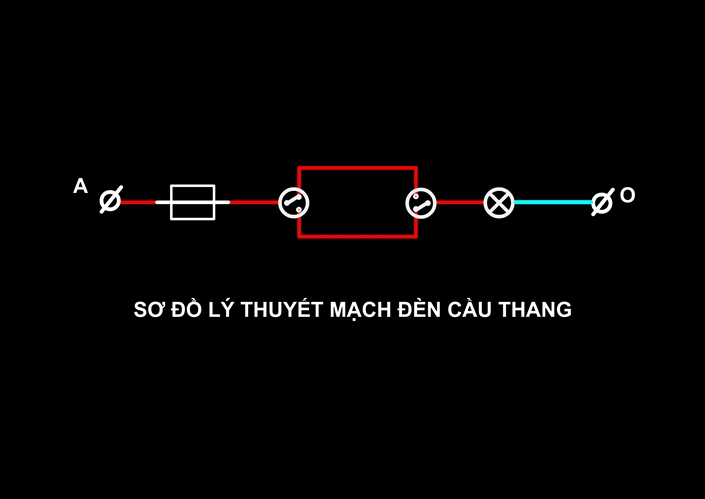 A
O
SƠ ĐỒ LÝ THUYẾT MẠCH ĐÈN CẦU THANG